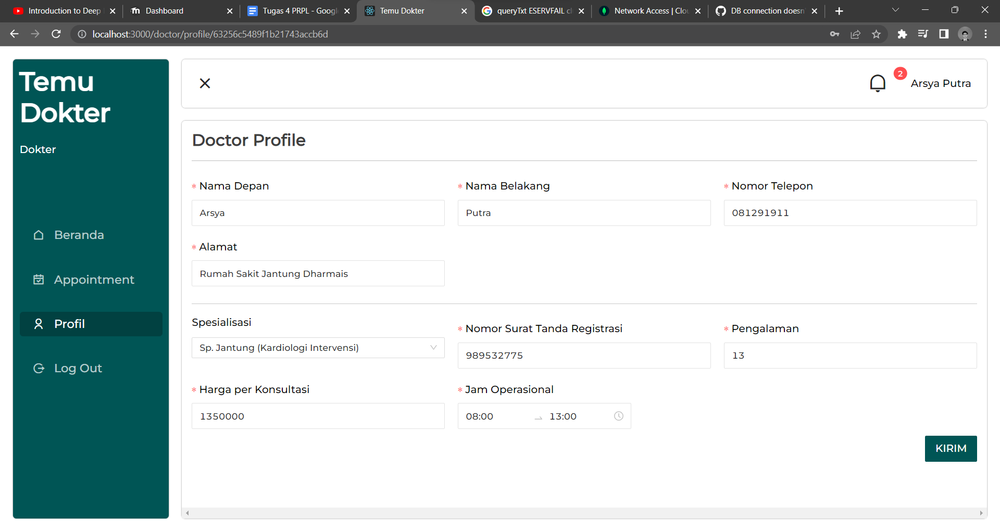 Introduction to Deep
Dashboard
Tugas 4 PRPL - Google
Temu Dokter
queryTxt ESERVFAIL cl
Network Access | Clou
DB connection doesn'
localhost:3000/doctor/profile/63256c5489f1b21743accb6d
Temu
Dokter
Dokter
Beranda
Appointment
Profil
Log Out
2
Arsya Putra
Doctor Profile
* Nama Depan
* Nama Belakang
* Nomor Telepon
Arsya
Putra
081291911
* Alamat
Rumah Sakit Jantung Dharmais
Spesialisasi
* Nomor Surat Tanda Registrasi
* Pengalaman
Sp. Jantung (Kardiologi Intervensi)
989532775
13
* Harga per Konsultasi
* Jam Operasional
1350000
08:00
13:00
KIRIM